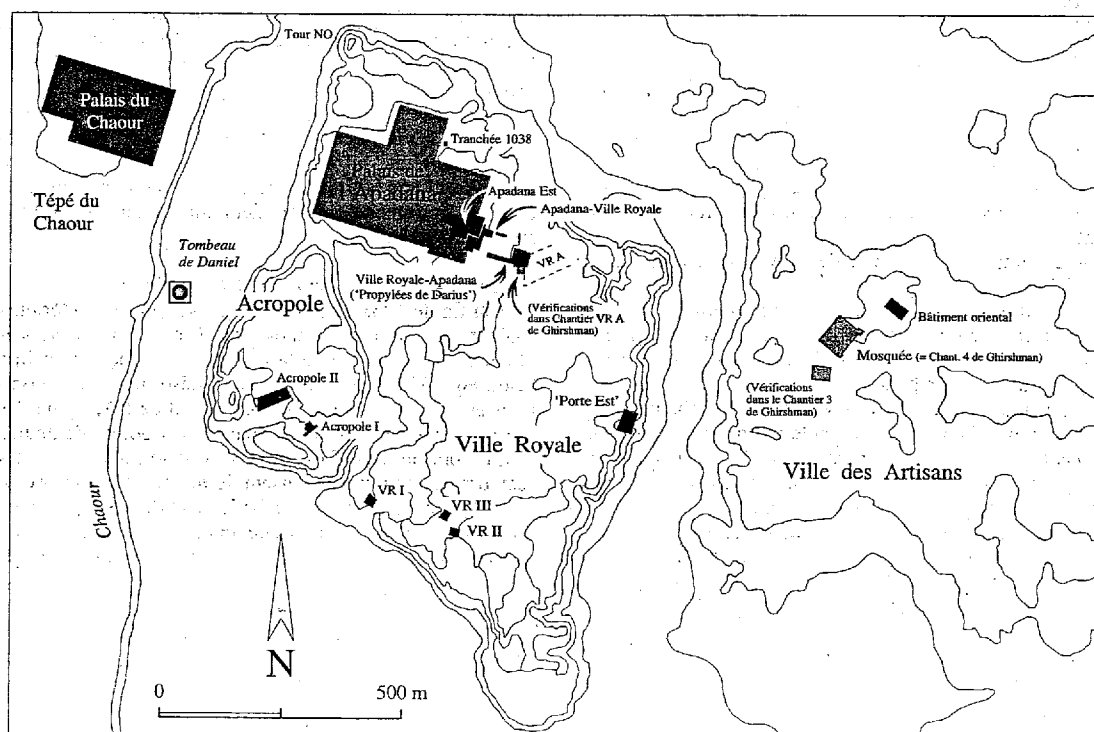 Tour NO
Palais du
Chaour
Tranchée 1038
Palais de
l'Apadana
Apadana Est
Tépé du
Chaour
Apadana-Ville Royale
VR A
Tombeau
de Daniel
Ville Royale-Apadana
('Propylées de Darius')
(Vérifications
dans Chantier VR A
de Ghirshman)
Acropole
Bâtiment oriental
Mosquée (= Chant. 4 de Ghirshman)
Acropole II
(Vérifications
dans le Chantier 3
de Ghirshman)
'Porte Est'
Acropole I
Ville Royale
Ville des Artisans
Chaour
VR I
VR III
VR II
N
0
500 m